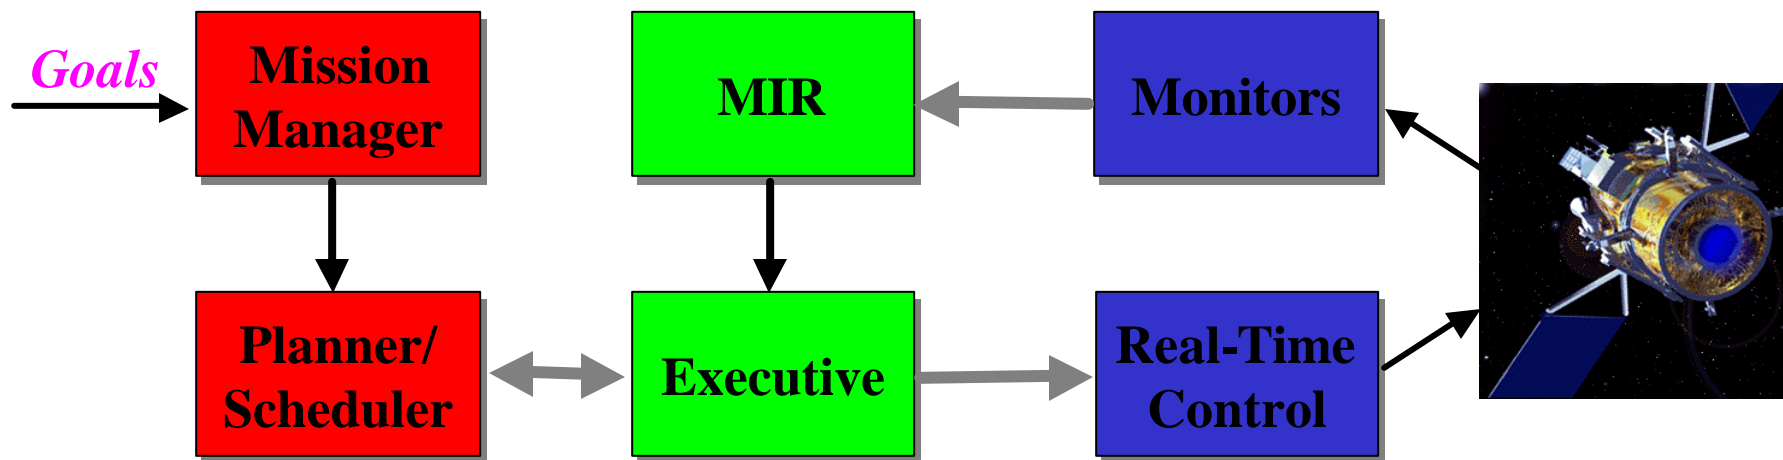 Goals
Mission
Manager
MIR
Monitors
Planner/
Scheduler
Executive
Real-Time
Control